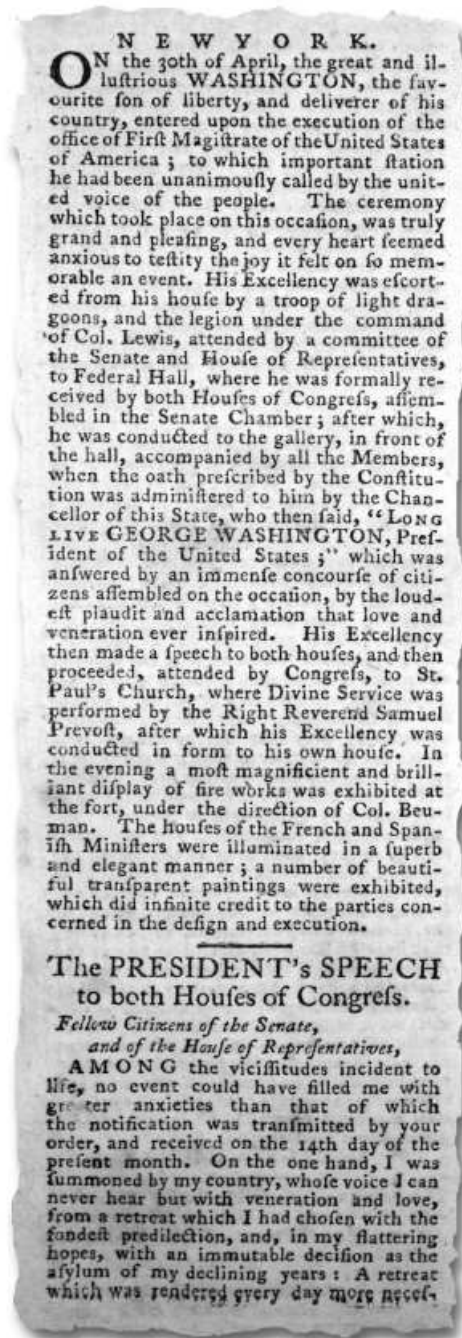 NEW YORK.
ON the 30th of April, the great and il-
luſtrious WASHINGTON, the fav-
ourite ſon of liberty, and deliverer of his
country, entered upon the execution of the
office of Firſt Magiſtrate of the United States
of America ; to which important ſtation
he had been unanimouſly called by the unit-
ed voice of the people. The ceremony
which took place on this occaſion, was truly
grand and pleaſing, and every heart ſeemed
anxious to teſtity the joy it felt on ſo mem-
orable an event. His Excellency was eſcort-
ed from his houſe by a troop of light dra-
goons, and the legion under the command
of Col. Lewis, attended by a committee of
the Senate and Houſe of Repreſentatives,
to Federal Hall, where he was formally re-
ceived by both Houſes of Congreſs, aſſem-
bled in the Senate Chamber ; after which,
he was conducted to the gallery, in front of
the hall, accompanied by all the Members,
when the oath preſcribed by the Conſtitu-
tion was adminiſtered to him by the Chan-
cellor of this State, who then ſaid, “ LONG
LIVE GEORGE WASHINGTON, Preſ-
ident of the United States ;” which was
anſwered by an immenſe concourſe of citi-
zens aſſembled on the occaſion, by the loud-
eſt plaudit and acclamation that love and
veneration ever inſpired. His Excellency
then made a ſpeech to both houſes, and then
proceeded, attended by Congreſs, to St.
Paul's Church, where Divine Service was
performed by the Right Reverend Samuel
Prevoſt, after which his Excellency was
conducted in form to his own houſe. In
the evening a moſt magnificient and brill-
iant diſplay of fire works was exhibited at
the fort, under the direction of Col. Beu-
man. The houſes of the French and Span-
iſh Miniſters were illuminated in a ſuperb
and elegant manner ; a number of beauti-
ful tranſparent paintings were exhibited,
which did infinite credit to the parties con-
cerned in the deſign and execution.
The PRESIDENT's SPEECH
to both Houſes of Congreſs.
Fellow Citizens of the Senate,
and of the Houſe of Repreſentatives,
AMONG the viciſſitudes incident to
life, no event could have filled me with
greater anxieties than that of which
the notification was tranſmitted by your
order, and received on the 14th day of the
preſent month. On the one hand, I was
ſummoned by my country, whoſe voice I can
never hear but with veneration and love,
from a retreat which I had choſen with the
fondeſt predilection, and, in my flattering
hopes, with an immutable deciſion as the
aſylum of my declining years : A retreat
which was rendered every day more neceſ-